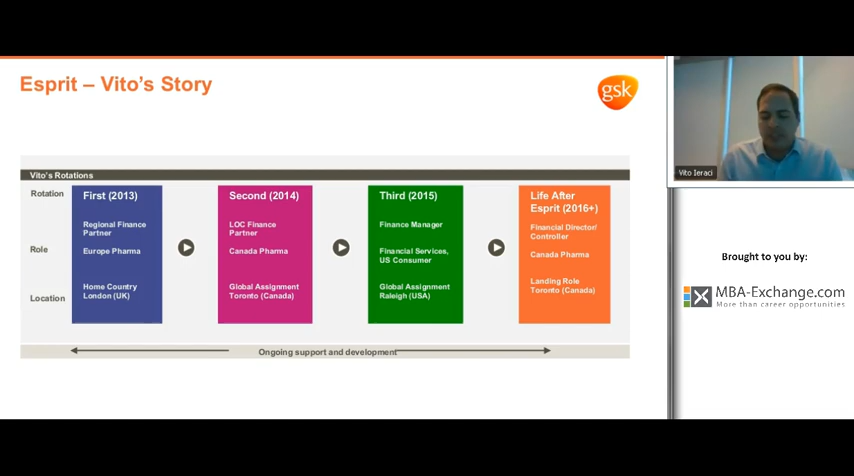 Esprit – Vito's Story
gsk
Vito Ieraci
Vito's Rotations
Rotation
First (2013)
Second (2014)
Third (2015)
Life After
Esprit (2016+)
Role
Regional Finance
Partner
Europe Pharma
LOC Finance
Partner
Canada Pharma
Finance Manager
Financial Services,
US Consumer
Financial Director/
Controller
Canada Pharma
Location
Home Country
London (UK)
Global Assignment
Toronto (Canada)
Global Assignment
Raleigh (USA)
Landing Role
Toronto (Canada)
Ongoing support and development
Brought to you by:
MBA-Exchange.com
More than career opportunities